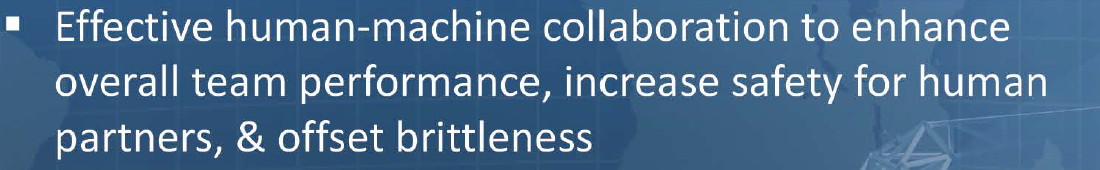 ▪ Effective human-machine collaboration to enhance
overall team performance, increase safety for human
partners, & offset brittleness